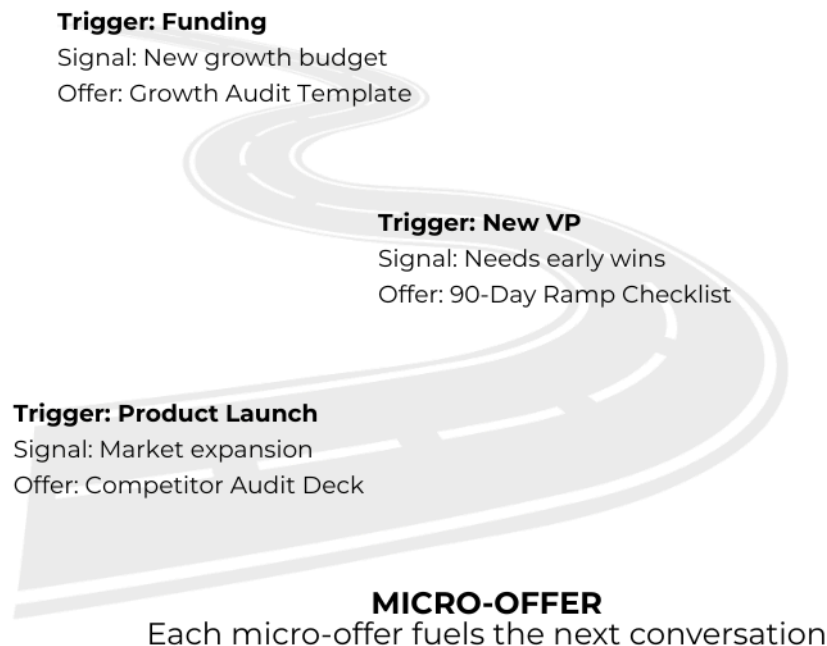 Trigger: Funding
Signal: New growth budget
Offer: Growth Audit Template
Trigger: New VP
Signal: Needs early wins
Offer: 90-Day Ramp Checklist
Trigger: Product Launch
Signal: Market expansion
Offer: Competitor Audit Deck
MICRO-OFFER
Each micro-offer fuels the next conversation